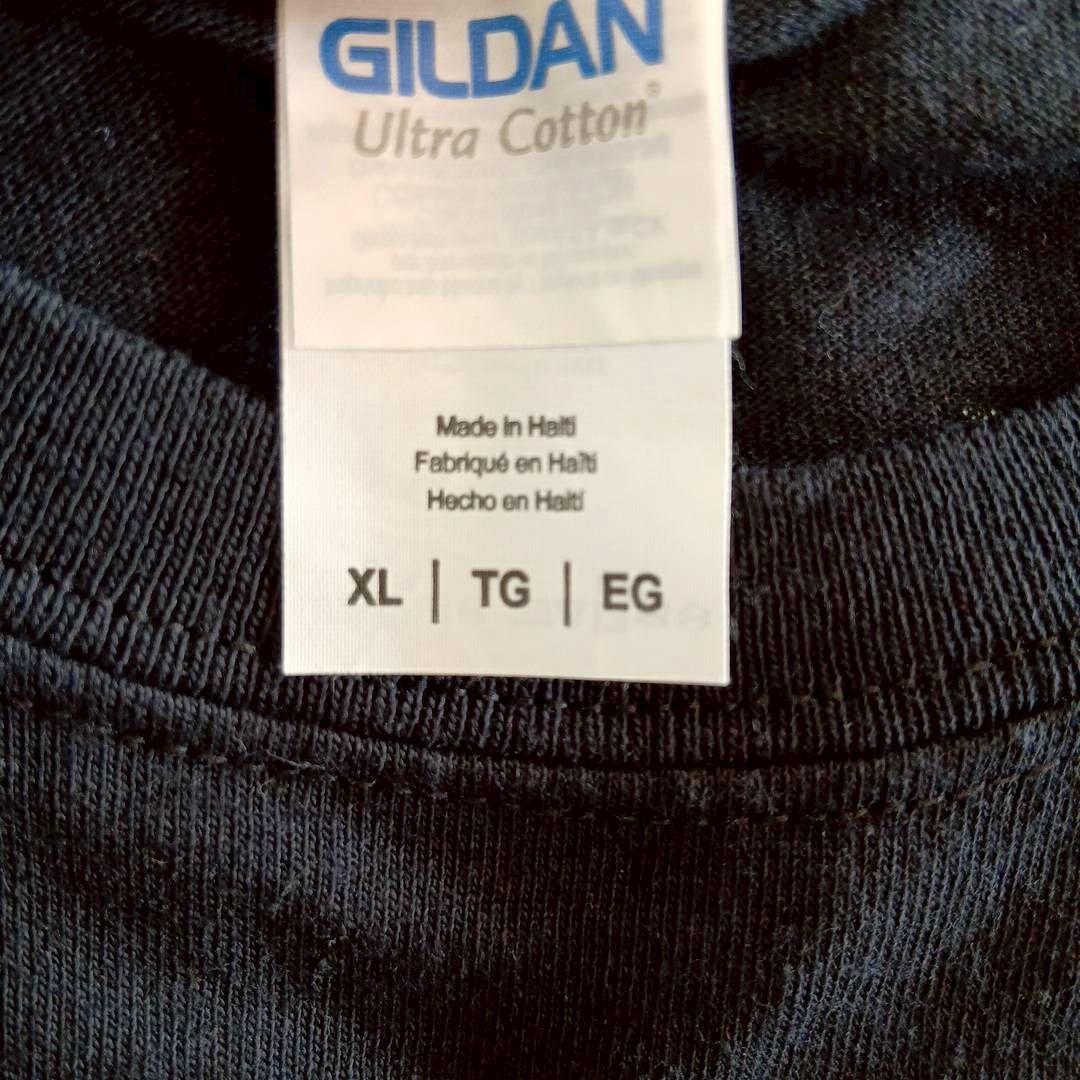 GILDAN
Ultra Cotton®
Made in Haiti
Fabriqué en Haïti
Hecho en Haití
XL | TG | EG